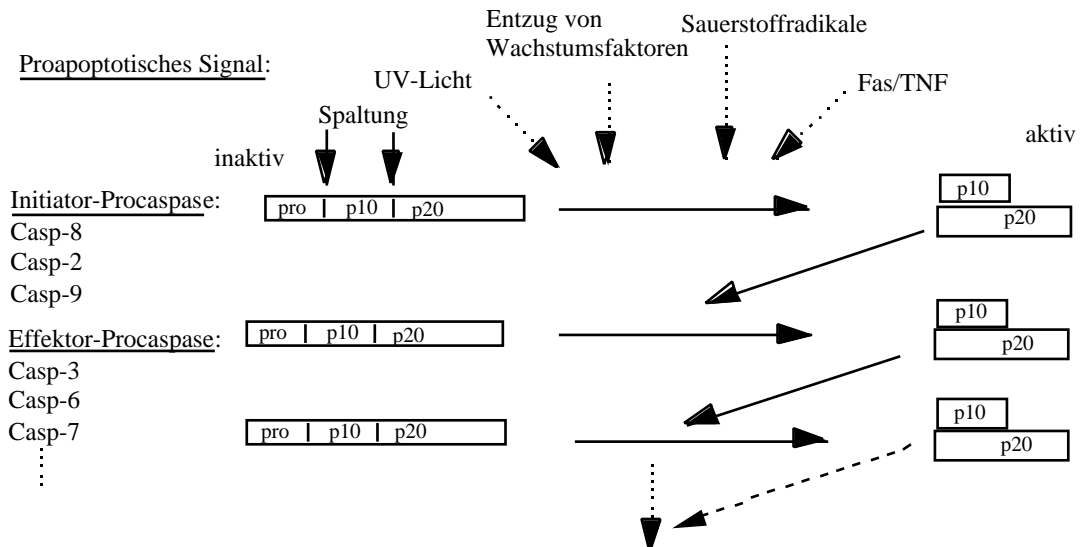 Entzug von
Wachstumsfaktoren
Sauerstoffradikale
Proapoptotisches Signal:
UV-Licht
Fas/TNF
Spaltung
inaktiv
aktiv
Initiator-Procaspase:
pro p10 p20
p10
p20
Casp-8
Casp-2
Casp-9
Effektor-Procaspase:
pro p10 p20
p10
p20
Casp-3
Casp-6
Casp-7
pro p10 p20
p10
p20